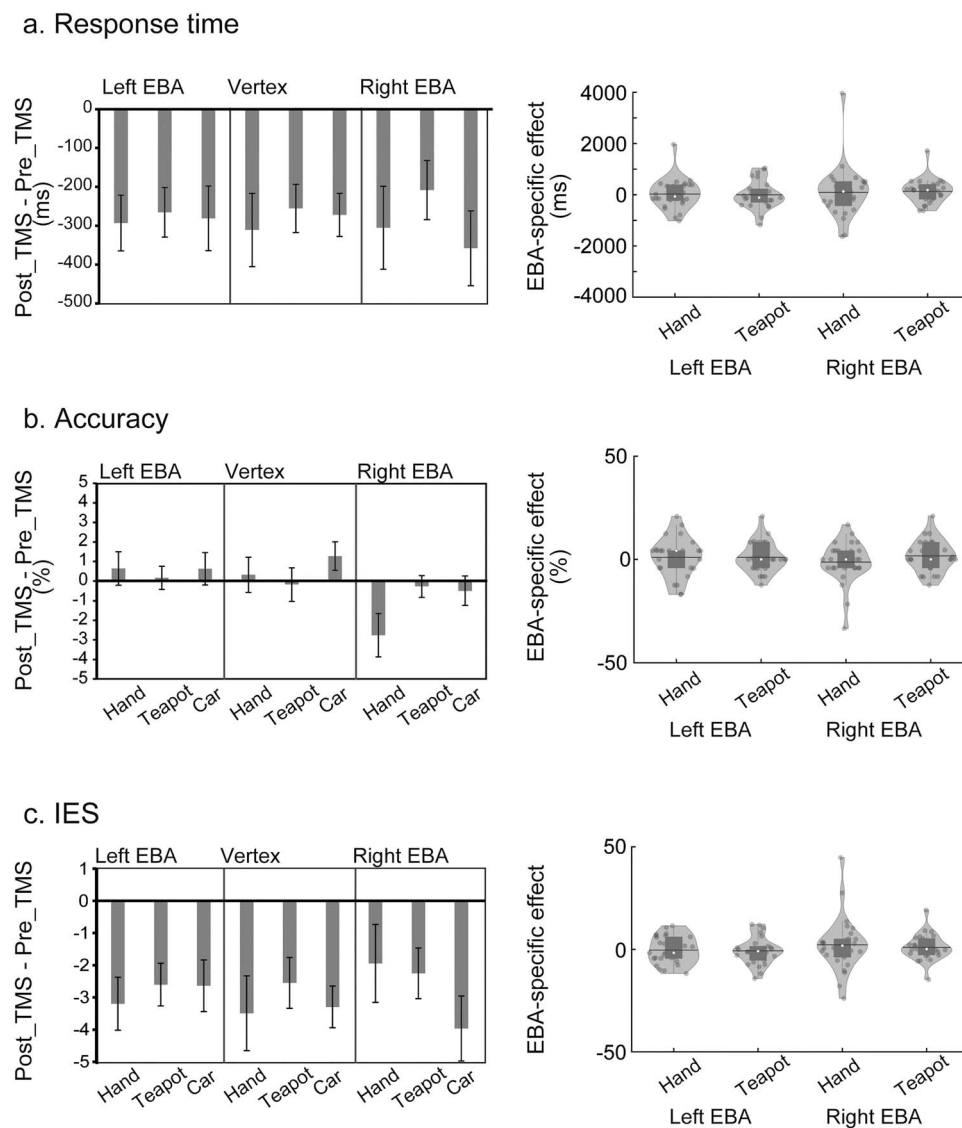 a. Response time
Left EBA Vertex Right EBA
Post_TMS - Pre_TMS
(ms)
0
-100
-200
-300
-400
-500
EBA-specific effect
(ms)
4000
2000
0
-2000
-4000
Hand Teapot Hand Teapot
Left EBA Right EBA
b. Accuracy
Left EBA Vertex Right EBA
Post_TMS - Pre_TMS
(%)
5
4
3
2
1
0
-1
-2
-3
-4
-5
Hand Teapot Car Hand Teapot Car Hand Teapot Car
EBA-specific effect
(%)
50
0
-50
Hand Teapot Hand Teapot
Left EBA Right EBA
c. IES
Left EBA Vertex Right EBA
Post_TMS - Pre_TMS
1
0
-1
-2
-3
-4
-5
Hand Teapot Car Hand Teapot Car Hand Teapot Car
EBA-specific effect
50
0
-50
Hand Teapot Hand Teapot
Left EBA Right EBA